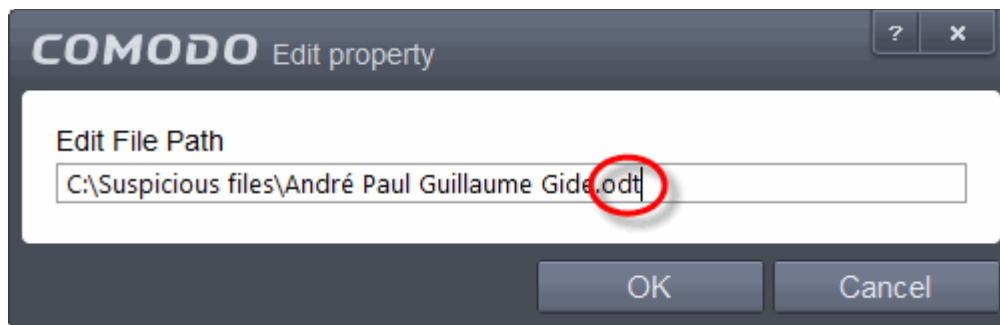 COMODO Edit property
? ×
Edit File Path
C:\Suspicious files\André Paul Guillaume Gide.odt
OK Cancel